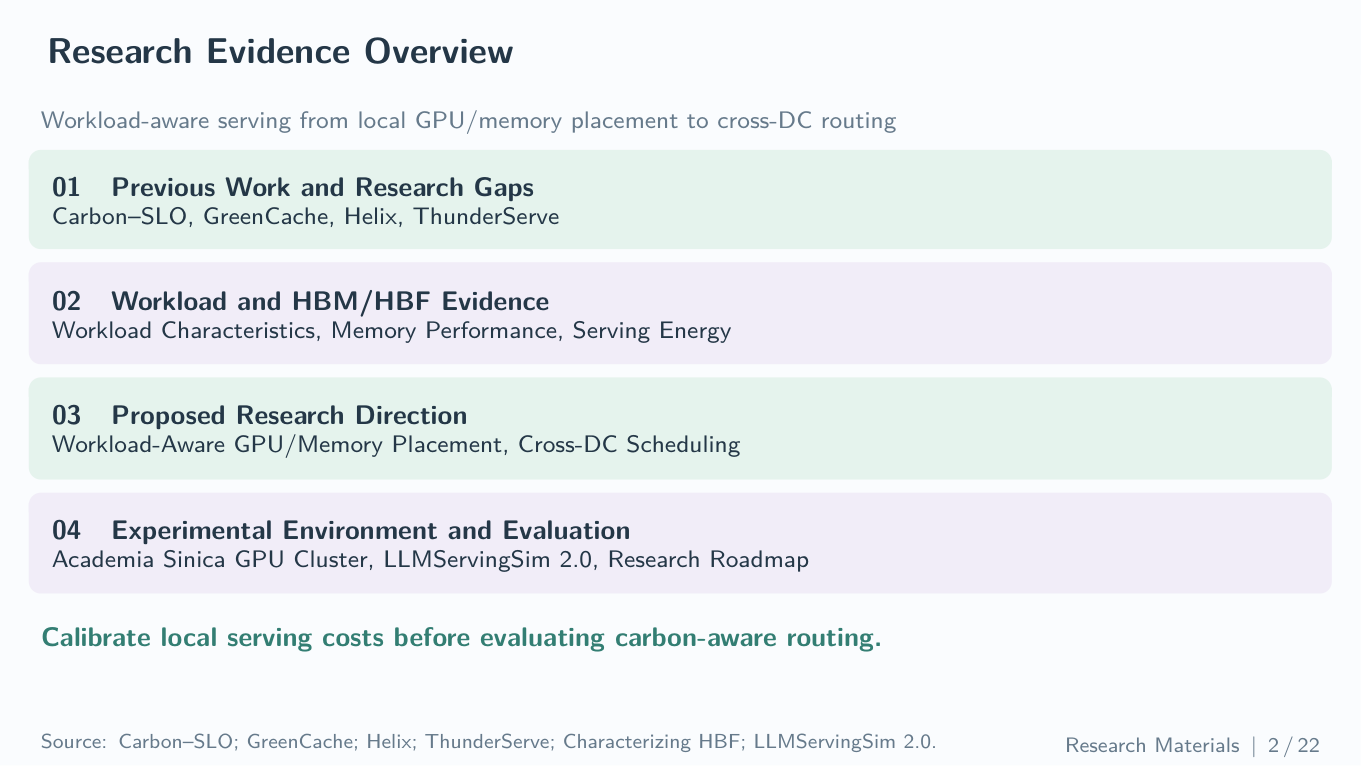 Research Evidence Overview
Workload-aware serving from local GPU/memory placement to cross-DC routing
01 Previous Work and Research Gaps
Carbon–SLO, GreenCache, Helix, ThunderServe
02 Workload and HBM/HBF Evidence
Workload Characteristics, Memory Performance, Serving Energy
03 Proposed Research Direction
Workload-Aware GPU/Memory Placement, Cross-DC Scheduling
04 Experimental Environment and Evaluation
Academia Sinica GPU Cluster, LLMServingSim 2.0, Research Roadmap
Calibrate local serving costs before evaluating carbon-aware routing.
Source: Carbon–SLO; GreenCache; Helix; ThunderServe; Characterizing HBF; LLMServingSim 2.0.
Research Materials | 2 / 22